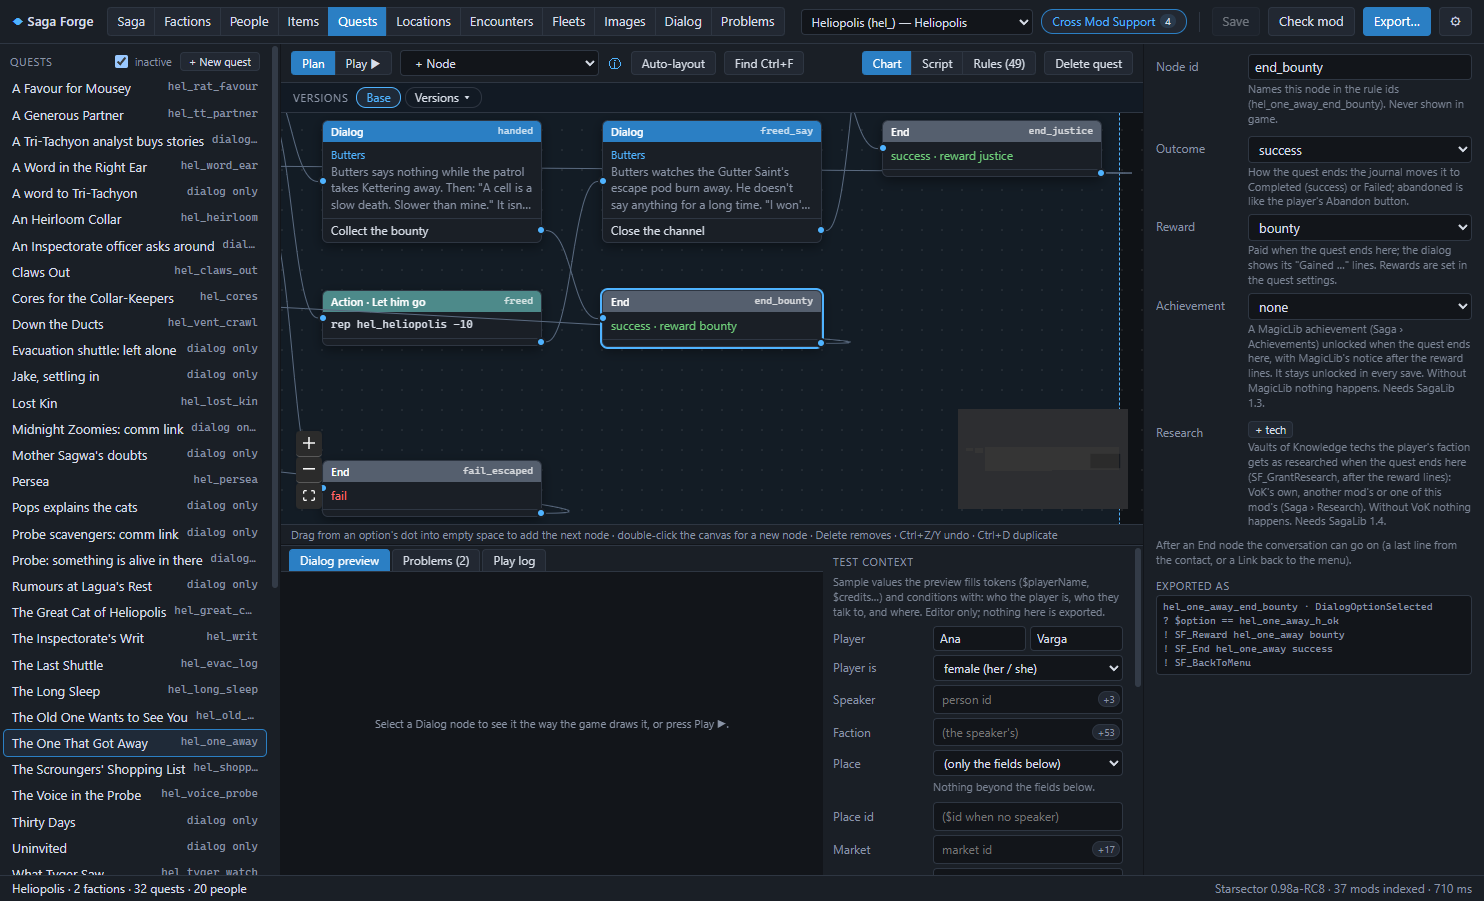 Saga Forge
Saga Factions People Items Quests Locations Encounters Fleets Images Dialog Problems
Heliopolis (hel_) — Heliopolis
Cross Mod Support 4
Save Check mod Export...
QUESTS inactive + New quest
A Favour for Mousey hel_rat_favour
A Generous Partner hel_tt_partner
A Tri-Tachyon analyst buys stories dialog…
A Word in the Right Ear hel_word_ear
A word to Tri-Tachyon dialog only
An Heirloom Collar hel_heirloom
An Inspectorate officer asks around dial…
Claws Out hel_claws_out
Cores for the Collar-Keepers hel_cores
Down the Ducts hel_vent_crawl
Evacuation shuttle: left alone dialog only
Jake, settling in dialog only
Lost Kin hel_lost_kin
Midnight Zoomies: comm link dialog on…
Mother Sagwa's doubts dialog only
Persea hel_persea
Pops explains the cats dialog only
Probe scavengers: comm link dialog only
Probe: something is alive in there dialog…
Rumours at Lagua's Rest dialog only
The Great Cat of Heliopolis hel_great_c…
The Inspectorate's Writ hel_writ
The Last Shuttle hel_evac_log
The Long Sleep hel_long_sleep
The Old One Wants to See You hel_old_…
The One That Got Away hel_one_away
The Scroungers' Shopping List hel_shopp…
The Voice in the Probe hel_voice_probe
Thirty Days dialog only
Uninvited dialog only
What Tyger Saw hel_tyger_watch
Plan Play ▶ + Node Auto-layout Find Ctrl+F Chart Script Rules (49) Delete quest
VERSIONS Base Versions ▾
Dialog handed
Butters
Butters says nothing while the patrol
takes Kettering away. Then: "A cell is a
slow death. Slower than mine." It isn…
Collect the bounty
Dialog freed_say
Butters
Butters watches the Gutter Saint's
escape pod burn away. He doesn't
say anything for a long time. "I won'…
Close the channel
End end_justice
success · reward justice
Action · Let him go freed
rep hel_heliopolis −10
End end_bounty
success · reward bounty
End fail_escaped
fail
Drag from an option's dot into empty space to add the next node · double-click the canvas for a new node · Delete removes · Ctrl+Z/Y undo · Ctrl+D duplicate
Dialog preview Problems (2) Play log
Select a Dialog node to see it the way the game draws it, or press Play ▶.
TEST CONTEXT
Sample values the preview fills tokens ($playerName,
$credits…) and conditions with: who the player is, who they
talk to, and where. Editor only; nothing here is exported.
Player Ana Varga
Player is female (her / she)
Speaker person id +3
Faction (the speaker's) +53
Place (only the fields below)
Nothing beyond the fields below.
Place id ($id when no speaker)
Market market id +17
Node id end_bounty
Names this node in the rule ids
(hel_one_away_end_bounty). Never shown in
game.
Outcome success
How the quest ends: the journal moves it to
Completed (success) or Failed; abandoned is
like the player's Abandon button.
Reward bounty
Paid when the quest ends here; the dialog
shows its "Gained …" lines. Rewards are set in
the quest settings.
Achievement none
A MagicLib achievement (Saga ›
Achievements) unlocked when the quest ends
here, with MagicLib's notice after the reward
lines. It stays unlocked in every save. Without
MagicLib nothing happens. Needs SagaLib
1.3.
Research + tech
Vaults of Knowledge techs the player's faction
gets as researched when the quest ends here
(SF_GrantResearch, after the reward lines):
VoK's own, another mod's or one of this
mod's (Saga › Research). Without VoK nothing
happens. Needs SagaLib 1.4.
After an End node the conversation can go on (a last line from
the contact, or a Link back to the menu).
EXPORTED AS
hel_one_away_end_bounty · DialogOptionSelected
? $option == hel_one_away_h_ok
! SF_Reward hel_one_away bounty
! SF_End hel_one_away success
! SF_BackToMenu
Heliopolis · 2 factions · 32 quests · 20 people
Starsector 0.98a-RC8 · 37 mods indexed · 710 ms